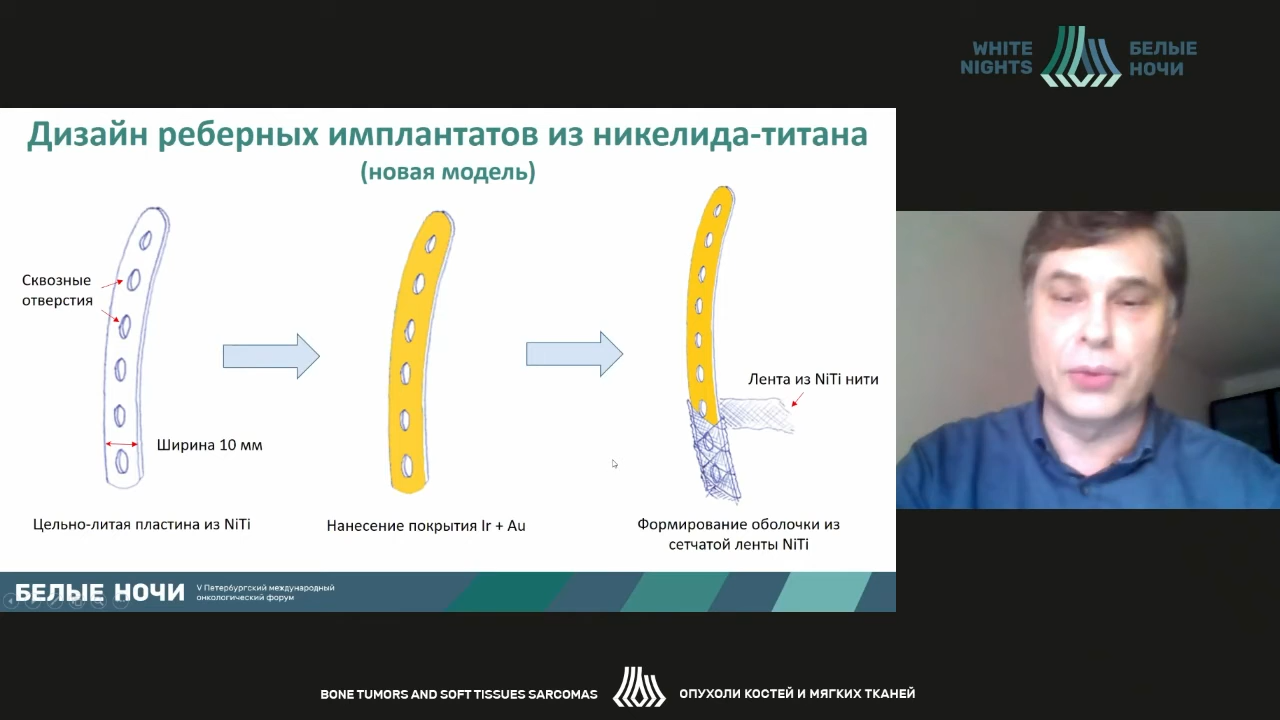 WHITE
NIGHTS
БЕЛЫЕ
НОЧИ
Дизайн реберных имплантатов из никелида-титана
(новая модель)
Сквозные
отверстия
Ширина 10 мм
Лента из NiTi нити
Цельно-литая пластина из NiTi
Нанесение покрытия Ir + Au
Формирование оболочки из
сетчатой ленты NiTi
БЕЛЫЕ НОЧИ
V Петербургский международный
онкологический форум
BONE TUMORS AND SOFT TISSUES SARCOMAS
ОПУХОЛИ КОСТЕЙ И МЯГКИХ ТКАНЕЙ